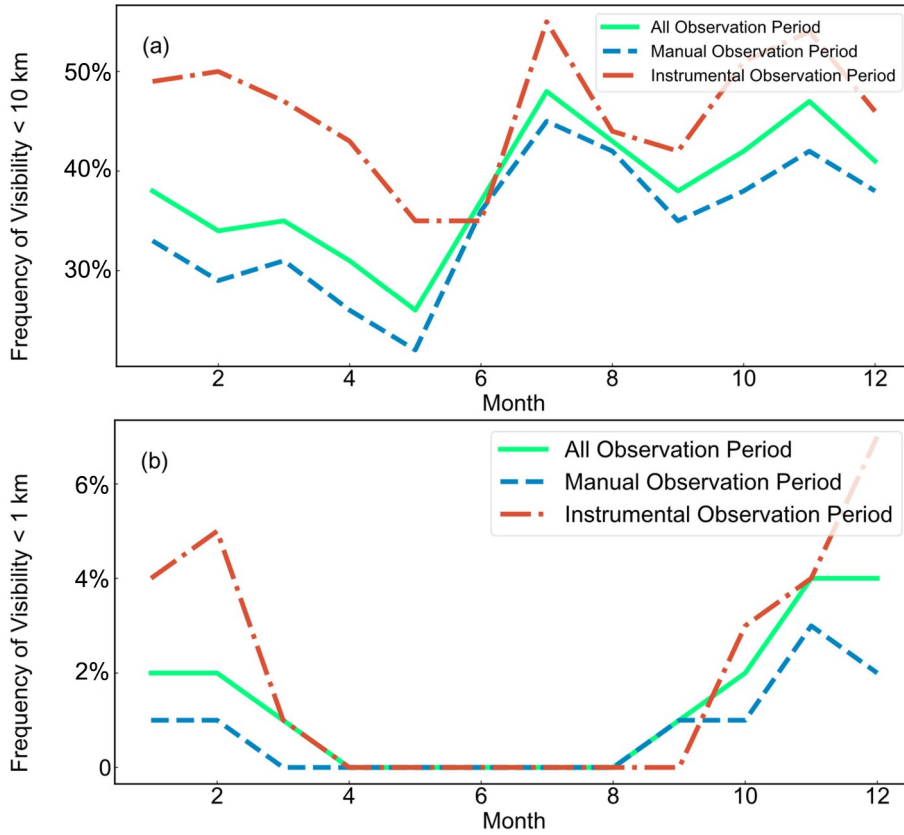 (a)
All Observation Period
Manual Observation Period
Instrumental Observation Period
Frequency of Visibility < 10 km
50%
40%
30%
2 4 6 8 10 12
Month
(b)
All Observation Period
Manual Observation Period
Instrumental Observation Period
Frequency of Visibility < 1 km
6%
4%
2%
0
2 4 6 8 10 12
Month